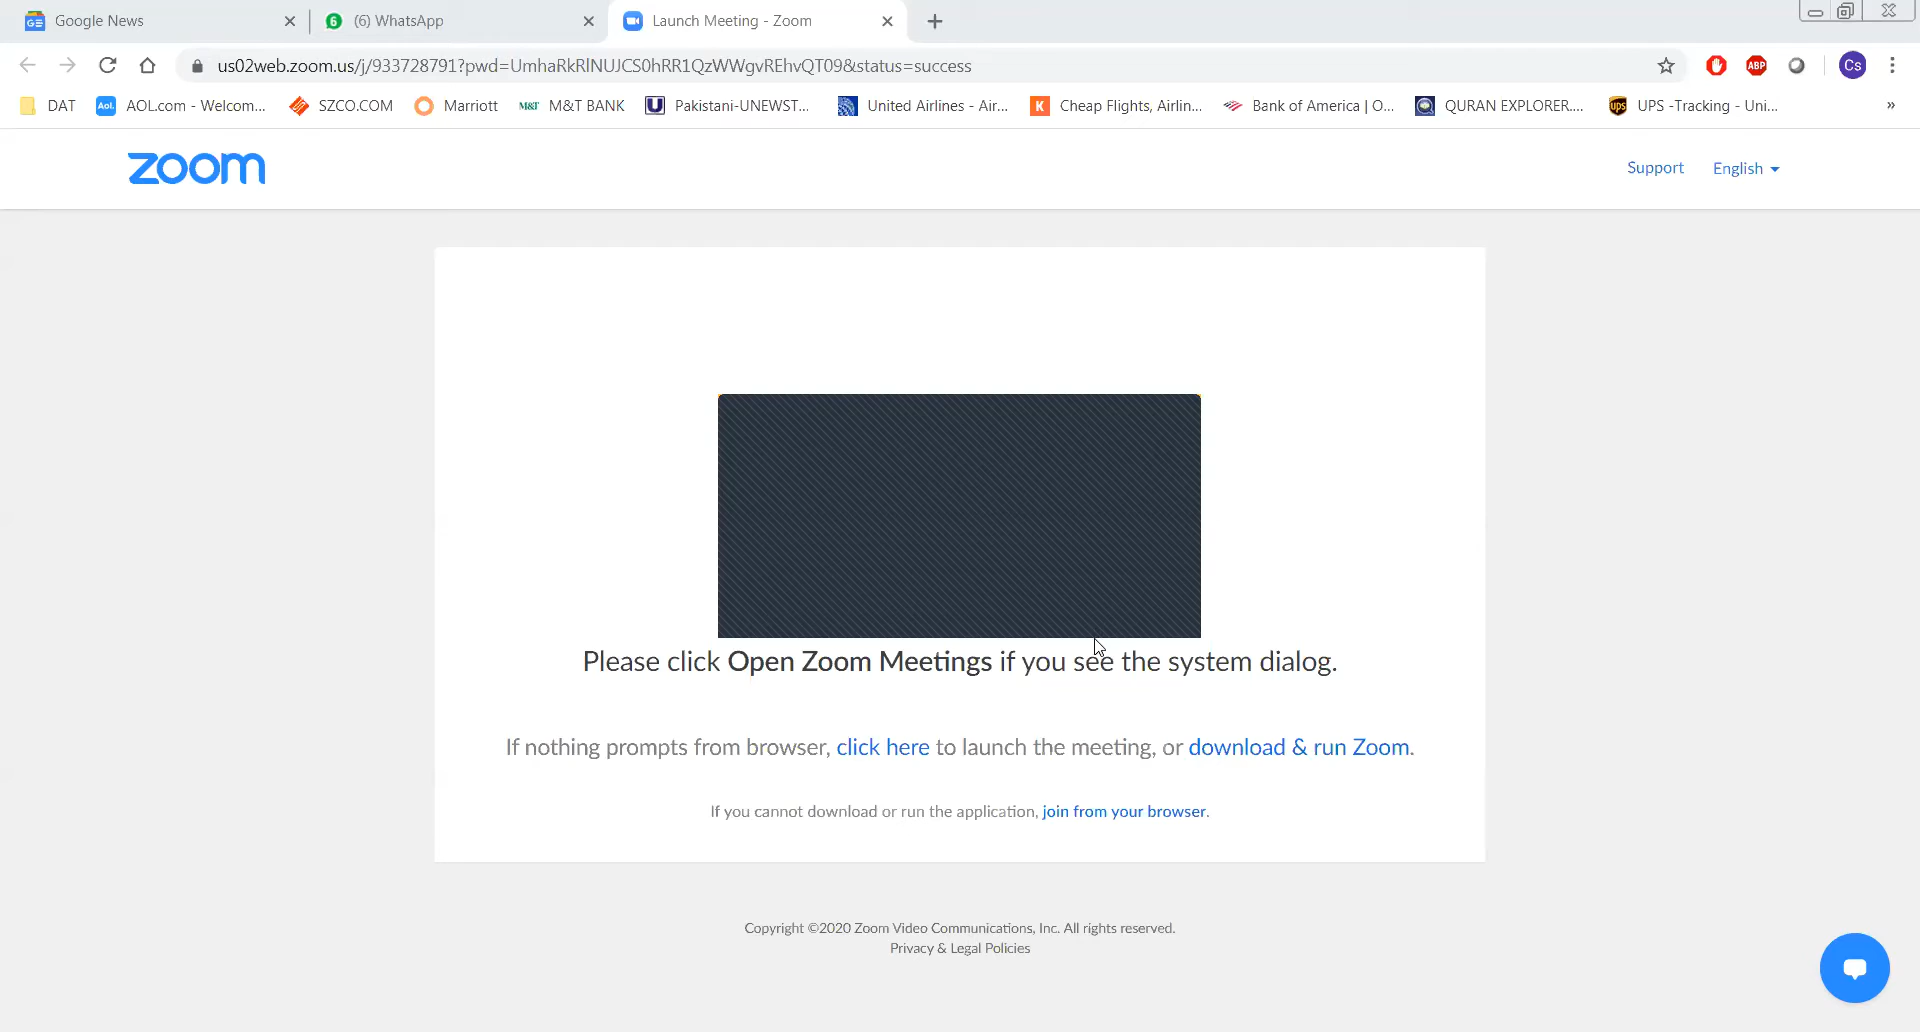 Google News
(6) WhatsApp
Launch Meeting - Zoom
us02web.zoom.us/j/933728791?pwd=UmhaRkRlNUJCS0hRR1QzWWgvREhvQT09&status=success
ABP
Cs
DAT
Aol.
AOL.com - Welcom...
SZCO.COM
Marriott
M&T
M&T BANK
Pakistani-UNEWST...
United Airlines - Air...
K
Cheap Flights, Airlin...
Bank of America | O...
QURAN EXPLORER....
ups
UPS -Tracking - Uni...
»
zoom
Support
English
Please click Open Zoom Meetings if you see the system dialog.
If nothing prompts from browser, click here to launch the meeting, or download & run Zoom.
If you cannot download or run the application, join from your browser.
Copyright ©2020 Zoom Video Communications, Inc. All rights reserved.
Privacy & Legal Policies